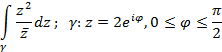 ∫_γ z²/z̄ dz ; γ: z = 2e^{iφ}, 0 ≤ φ ≤ π/2